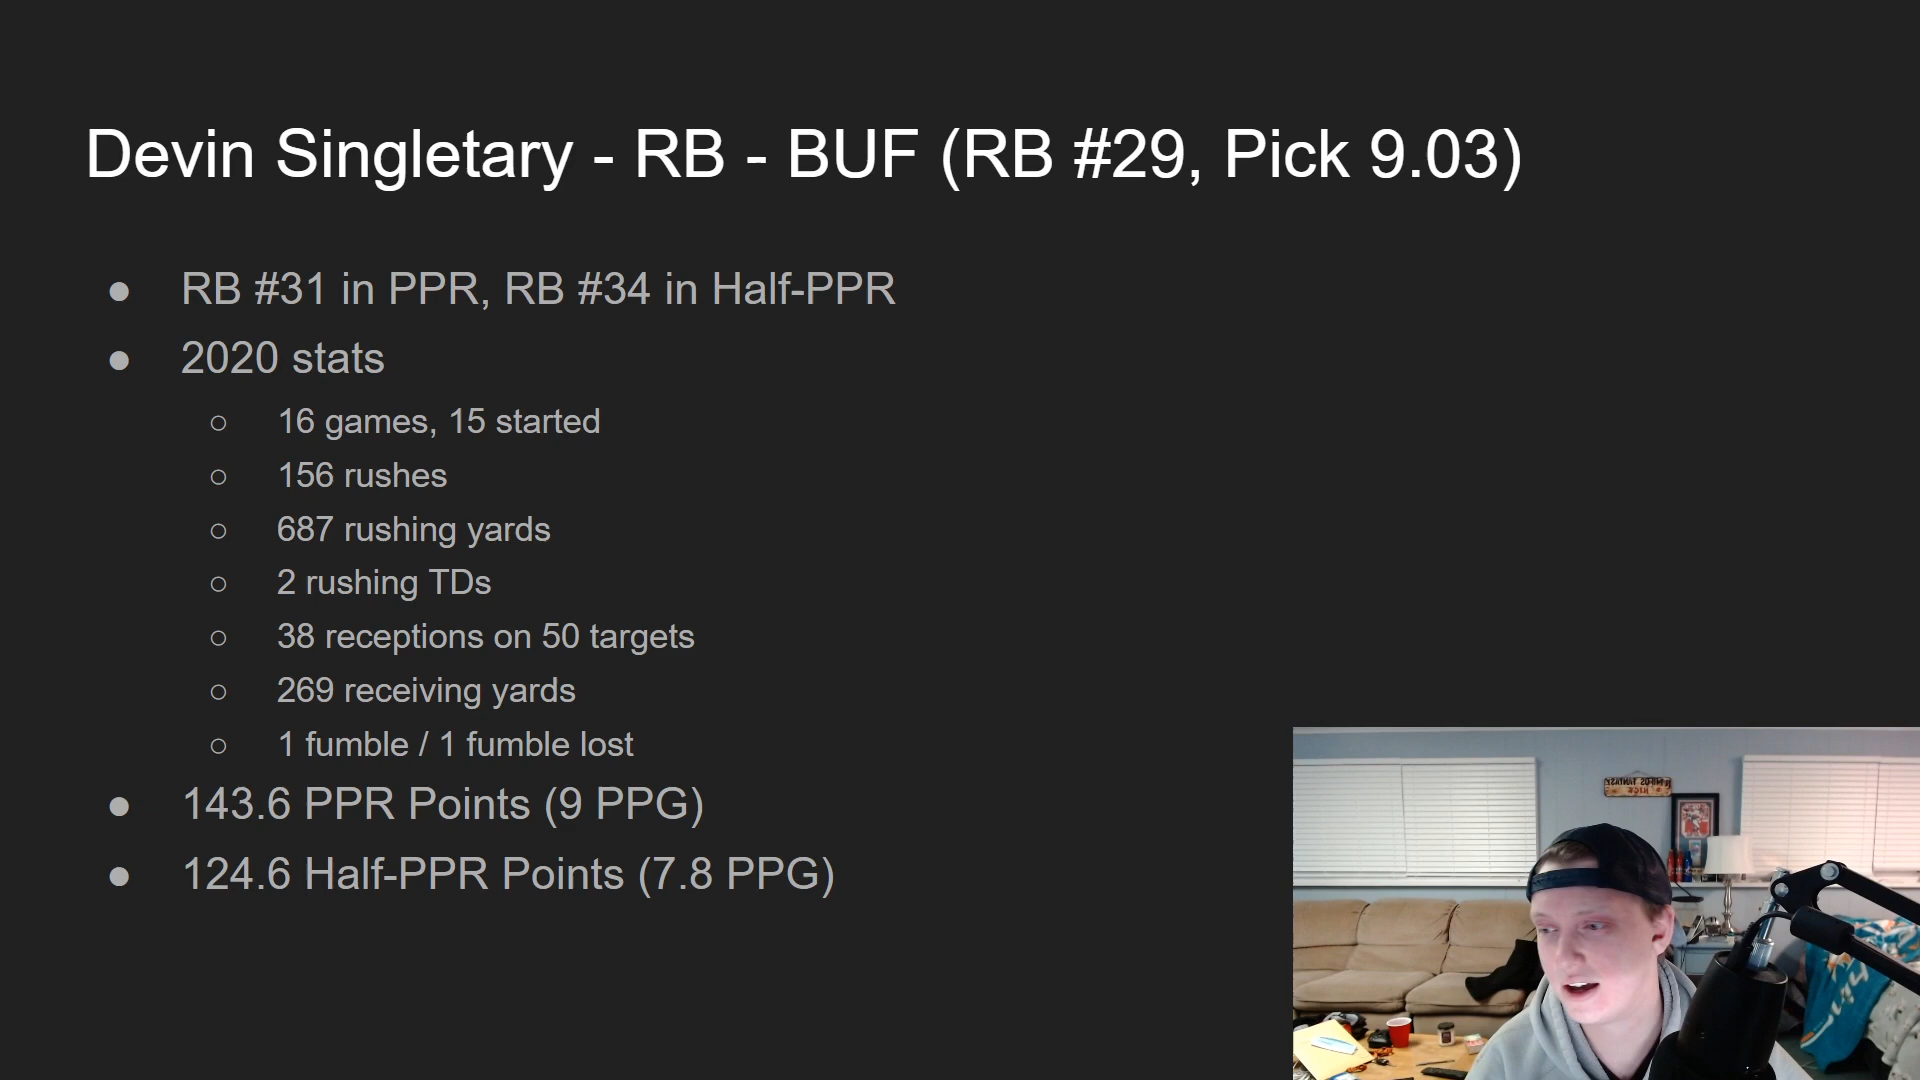 Devin Singletary - RB - BUF (RB #29, Pick 9.03)
● RB #31 in PPR, RB #34 in Half-PPR
● 2020 stats
○ 16 games, 15 started
○ 156 rushes
○ 687 rushing yards
○ 2 rushing TDs
○ 38 receptions on 50 targets
○ 269 receiving yards
○ 1 fumble / 1 fumble lost
● 143.6 PPR Points (9 PPG)
● 124.6 Half-PPR Points (7.8 PPG)